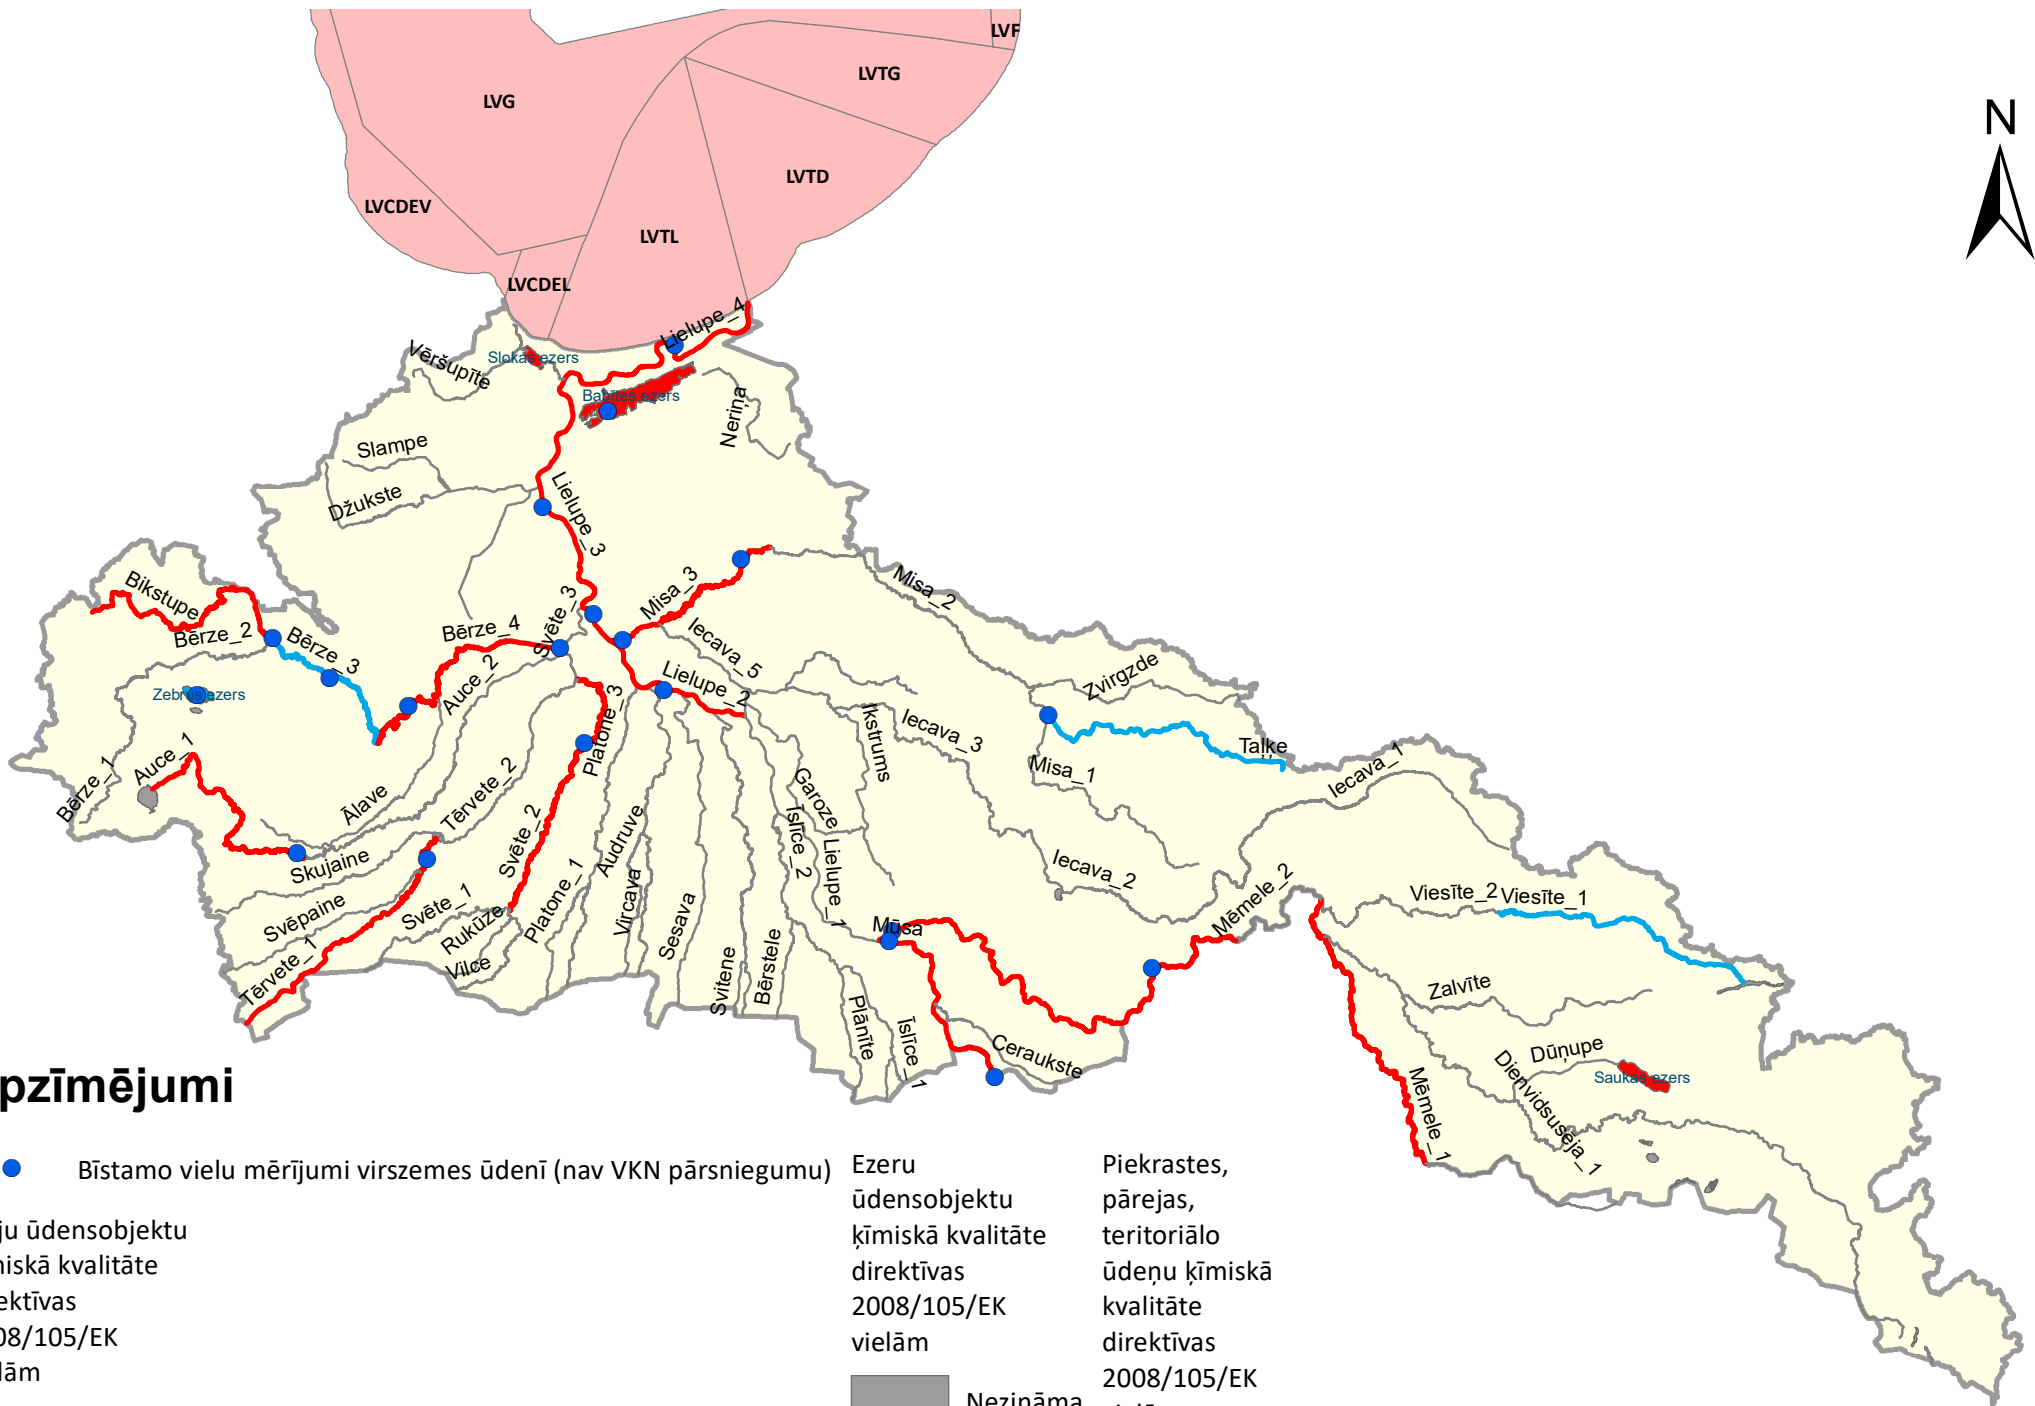 LVF
LVTG
LVG
N
LVTD
LVCDEV
LVTL
LVCDEL
Lielupe_4
Vēršupīte
Slokas ezers
Babītes ezers
Neriņa
Slampe
Džukste
Lielupe_3
Misa_3
Misa_2
Bikstupe
Bērze_2
Bērze_3
Bērze_4
Svēte_3
Iecava_5
Zvirgzde
Zebrus ezers
Auce_2
Lielupe_2
Platone_3
Īkstrums
Iecava_3
Taļķe
Auce_1
Bērze_1
Misa_1
Iecava_1
Ālave
Tērvete_2
Garoze
Īslīce_2
Lielupe_1
Audruve
Svēte_2
Skujaine
Iecava_2
Mēmele_2
Viesīte_2
Viesīte_1
Svēpaine
Svēte_1
Rukūze
Platone_1
Vircava
Sesava
Mūsa
Vilce
Tērvete_1
Svitene
Bērstele
Zalvīte
Plānīte
Īslīce_1
Ceraukste
Dūņupe
Saukas ezers
Dienvidsusēja_1
Mēmele_1
pzīmējumi
Bīstamo vielu mērījumi virszemes ūdenī (nav VKN pārsniegumu)
ju ūdensobjektu
niskā kvalitāte
ektīvas
08/105/EK
lām
Ezeru
ūdensobjektu
ķīmiskā kvalitāte
direktīvas
2008/105/EK
vielām
Nezināma
Piekrastes,
pārejas,
teritoriālo
ūdeņu ķīmiskā
kvalitāte
direktīvas
2008/105/EK